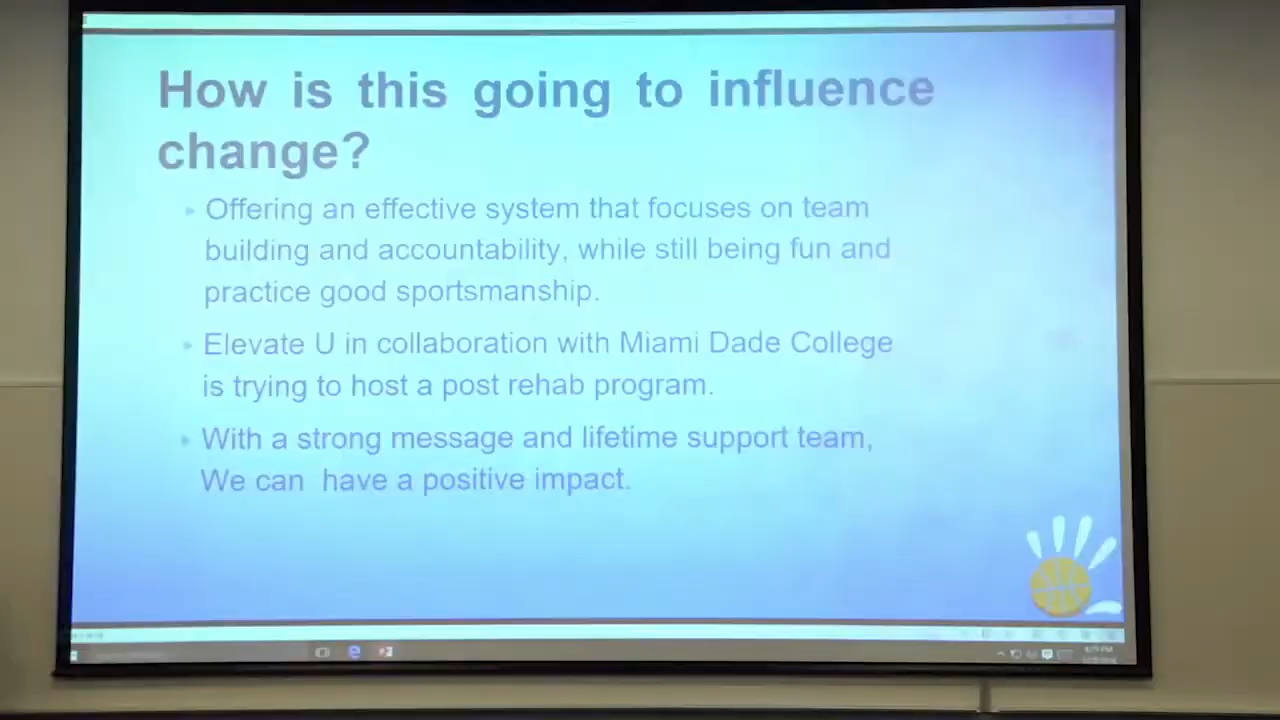 How is this going to influence
change?
Offering an effective system that focuses on team
building and accountability, while still being fun and
practice good sportsmanship.
Elevate U in collaboration with Miami Dade College
is trying to host a post rehab program.
With a strong message and lifetime support team,
We can have a positive impact.